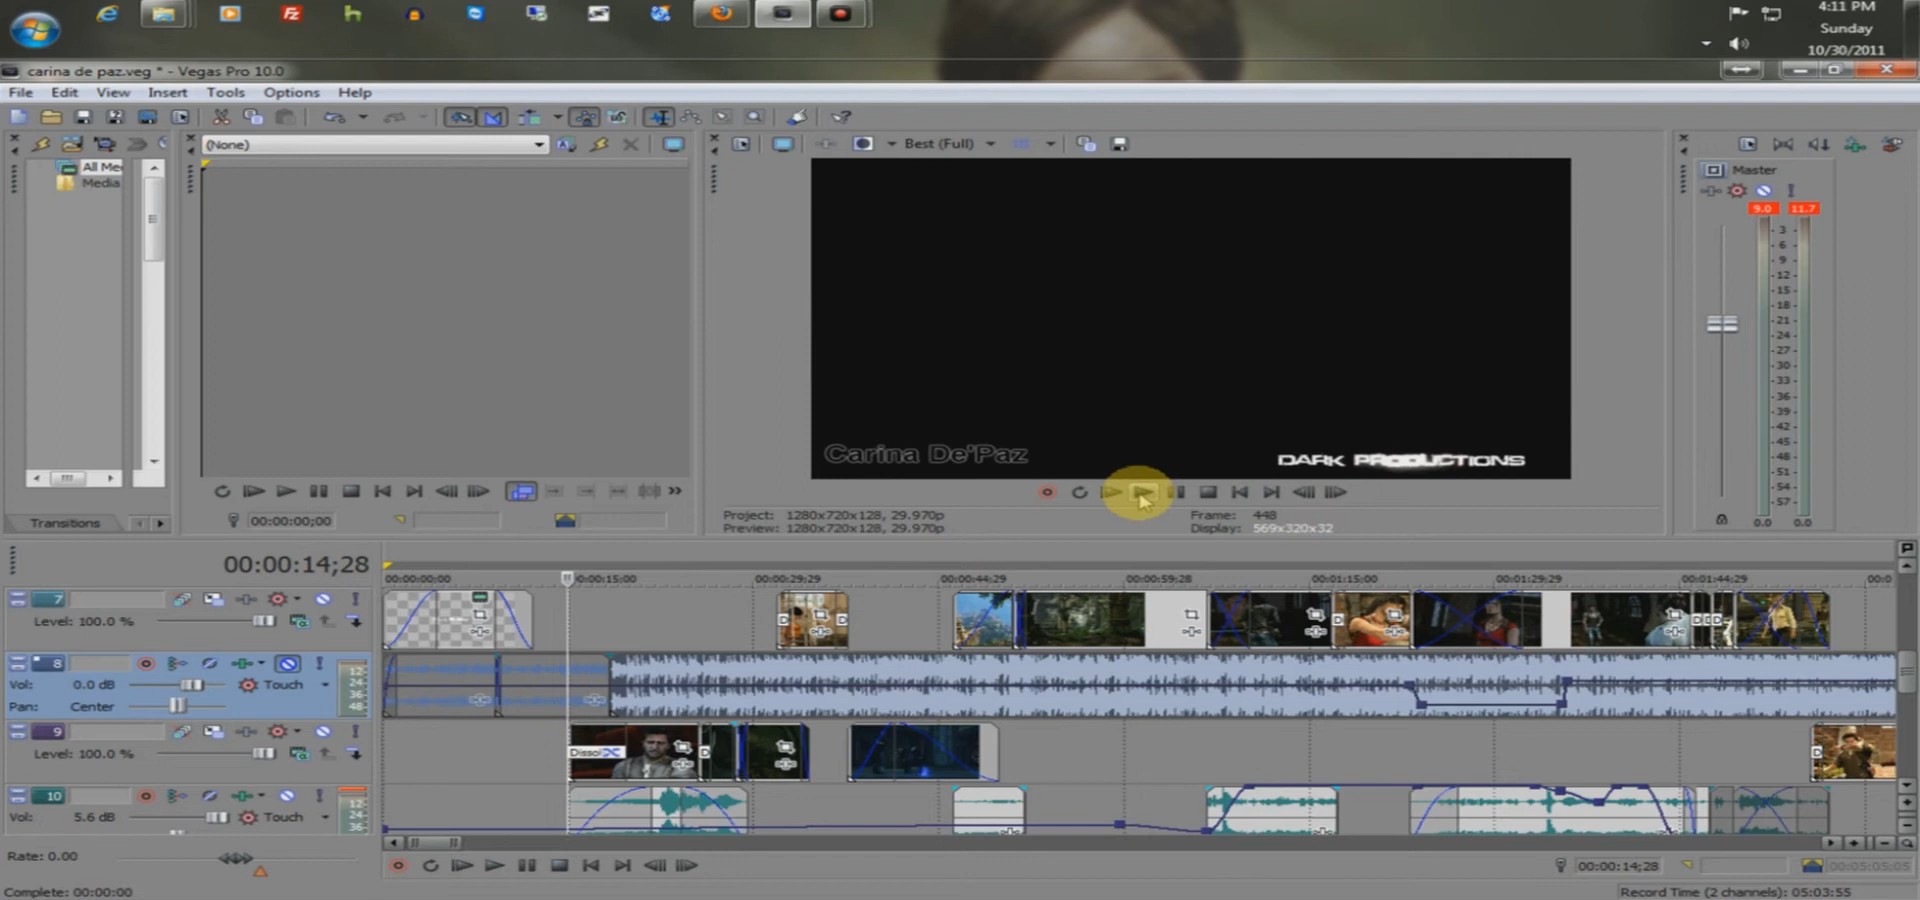 4:11 PM
Sunday
10/30/2011
carina de paz.veg * - Vegas Pro 10.0
File Edit View Insert Tools Options Help
(None)
Best (Full)
All Me
Media
Master
9.0 11.7
3
6
9
12
15
18
21
24
27
30
33
36
39
42
45
48
51
54
57
0.0 0.0
Carina De'Paz
DARK PRODUCTIONS
Transitions
00:00:00;00
Project: 1280x720x128, 29.970p
Frame: 448
Preview: 1280x720x128, 29.970p
Display: 569x320x32
00:00:14;28
00:00:00;00 00:00:15:00 00:00:29:29 00:00:44:29 00:00:59:28 00:01:15:00 00:01:29:29 00:01:44:29 00:0
7
Level: 100.0 %
8
Vol: 0.0 dB Touch
Pan: Center
12
24
36
48
9
Level: 100.0 %
Dissol
D
10
Vol: 5.6 dB Touch
12
24
36
Rate: 0.00
00:00:14;28
00:05:05;05
Complete: 00:00:00
Record Time (2 channels): 05:03:55